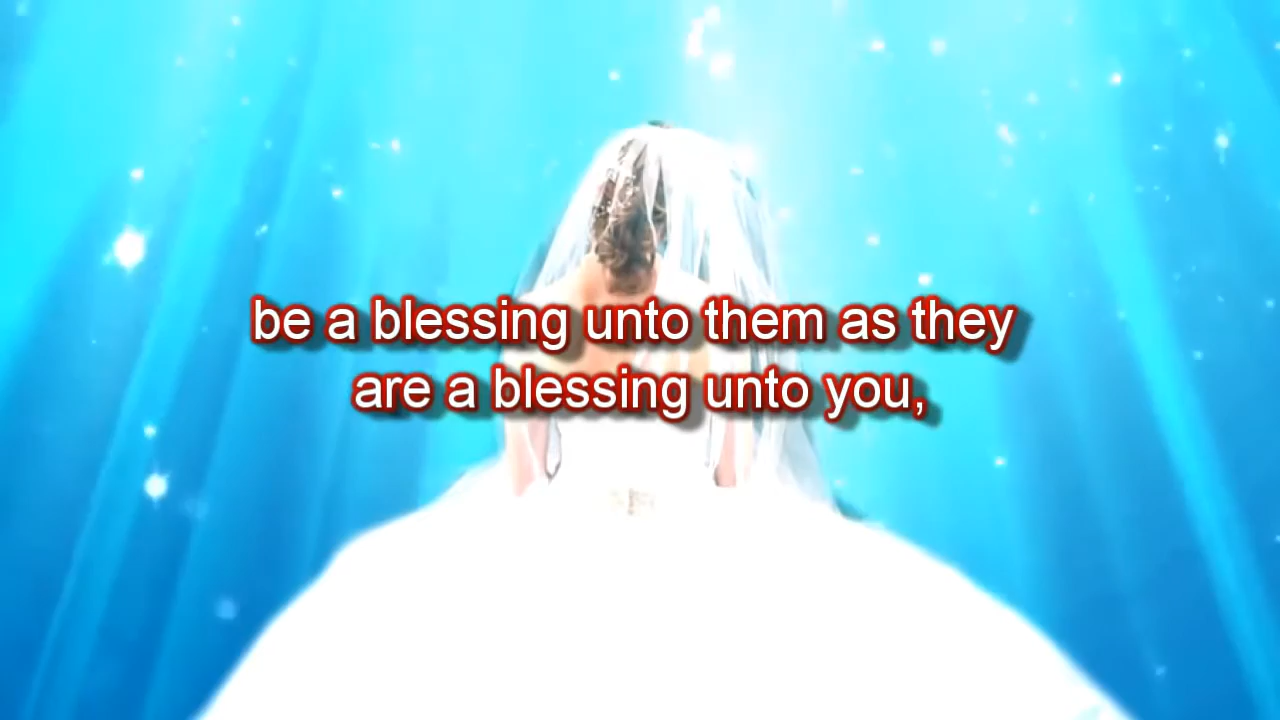 be a blessing unto them as they
are a blessing unto you,